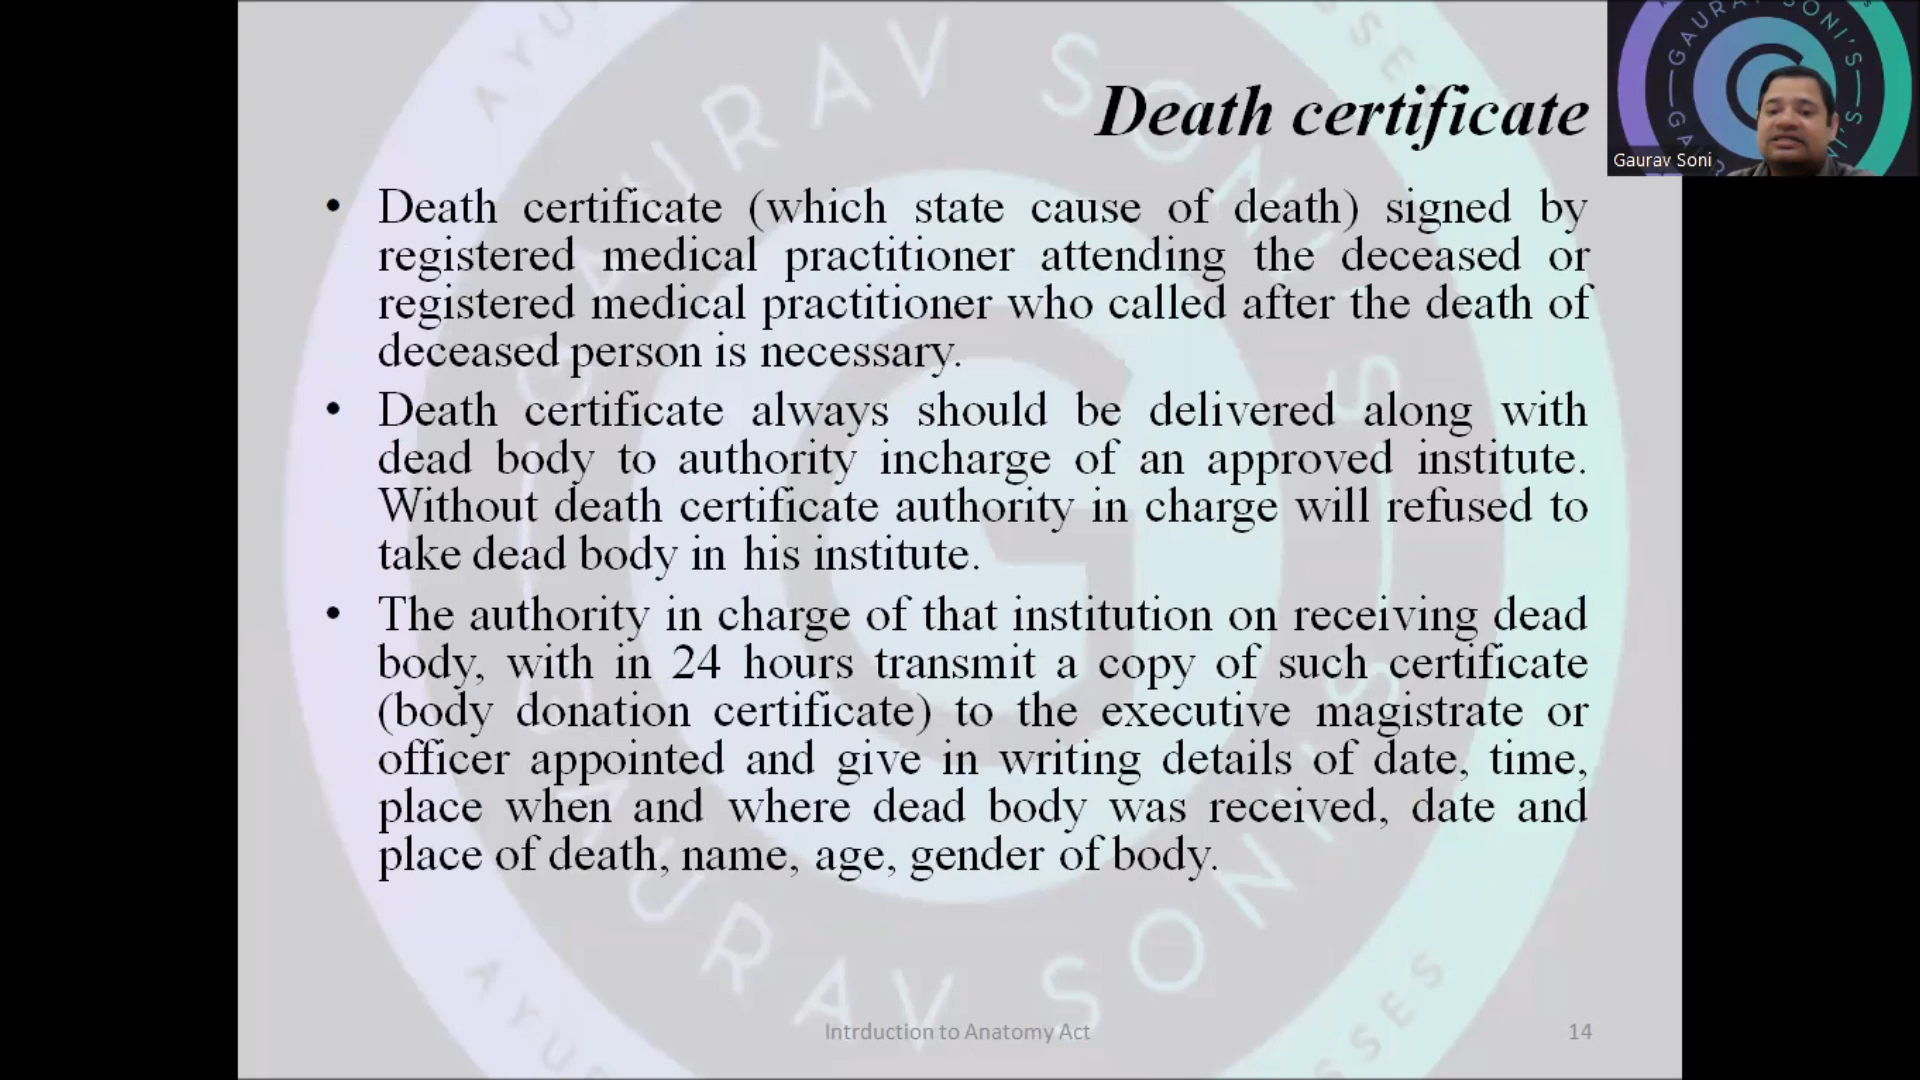 Death certificate
• Death certificate (which state cause of death) signed by
registered medical practitioner attending the deceased or
registered medical practitioner who called after the death of
deceased person is necessary.
• Death certificate always should be delivered along with
dead body to authority incharge of an approved institute.
Without death certificate authority in charge will refused to
take dead body in his institute.
• The authority in charge of that institution on receiving dead
body, with in 24 hours transmit a copy of such certificate
(body donation certificate) to the executive magistrate or
officer appointed and give in writing details of date, time,
place when and where dead body was received, date and
place of death, name, age, gender of body.
Intrduction to Anatomy Act
14
Gaurav Soni
GAURAV SONI'S
GAURAV SONI'S